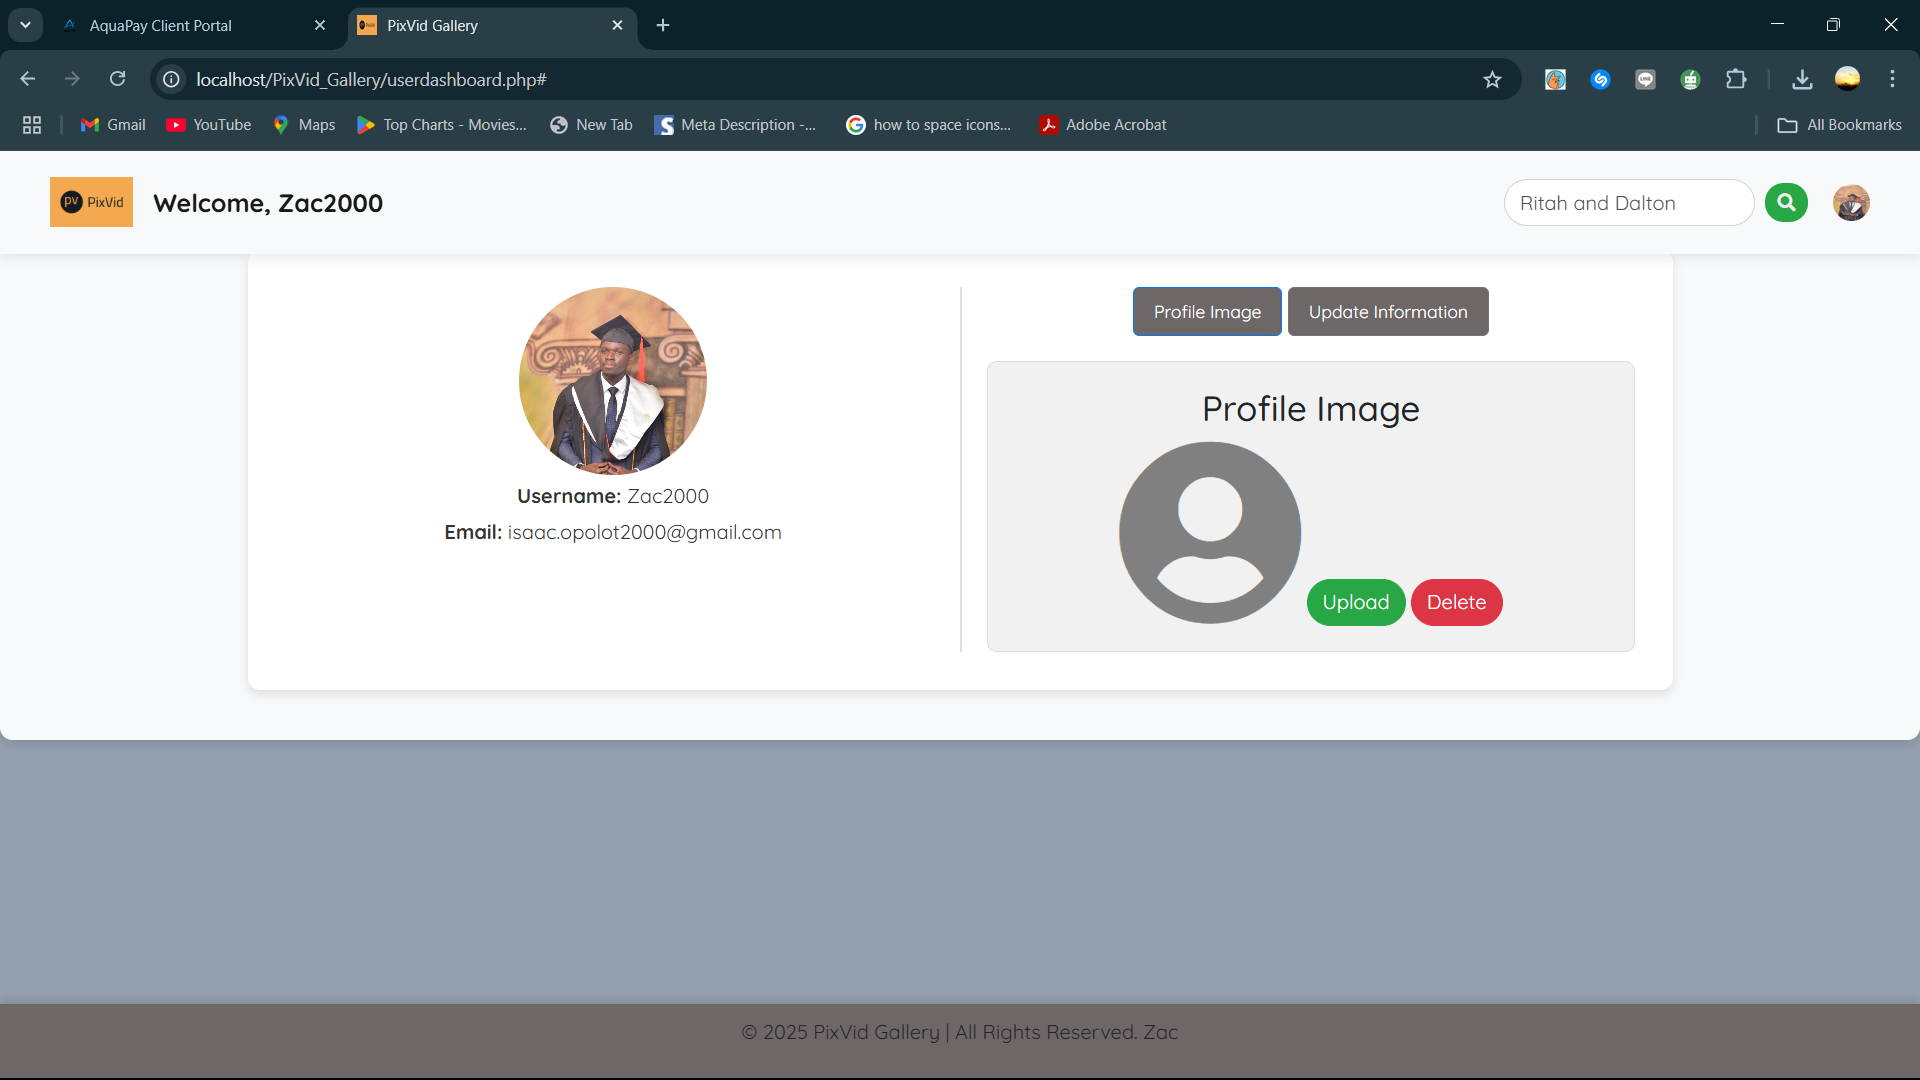 AquaPay Client Portal
PixVid Gallery
localhost/PixVid_Gallery/userdashboard.php#
Gmail
YouTube
Maps
Top Charts - Movies...
New Tab
Meta Description -...
how to space icons...
Adobe Acrobat
All Bookmarks
PV PixVid
Welcome, Zac2000
Ritah and Dalton
Profile Image
Update Information
Profile Image
Username: Zac2000
Email: isaac.opolot2000@gmail.com
Upload
Delete
© 2025 PixVid Gallery | All Rights Reserved. Zac